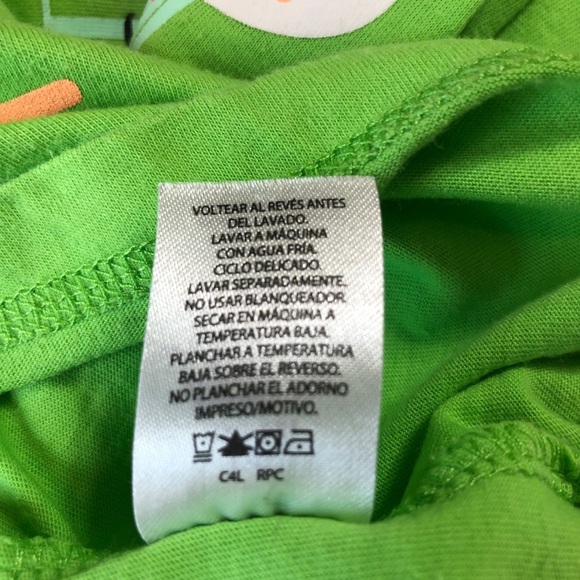 VOLTEAR AL REVÉS ANTES
DEL LAVADO.
LAVAR A MÁQUINA
CON AGUA FRÍA.
CICLO DELICADO.
LAVAR SEPARADAMENTE.
NO USAR BLANQUEADOR.
SECAR EN MÁQUINA A
TEMPERATURA BAJA.
PLANCHAR A TEMPERATURA
BAJA SOBRE EL REVERSO.
NO PLANCHAR EL ADORNO
IMPRESO/MOTIVO.
C4L RPC